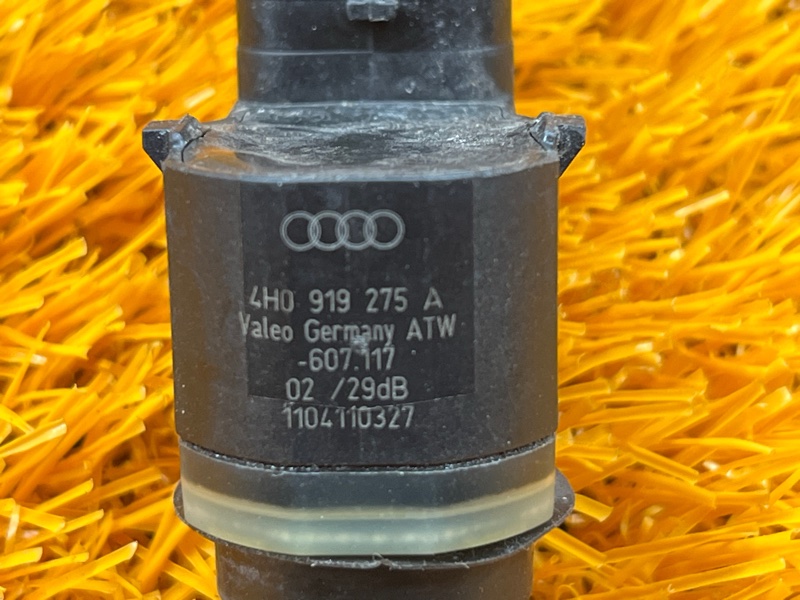 4H0 919 275 A
Valeo Germany ATW
-607.117
02 /29dB
1104110327